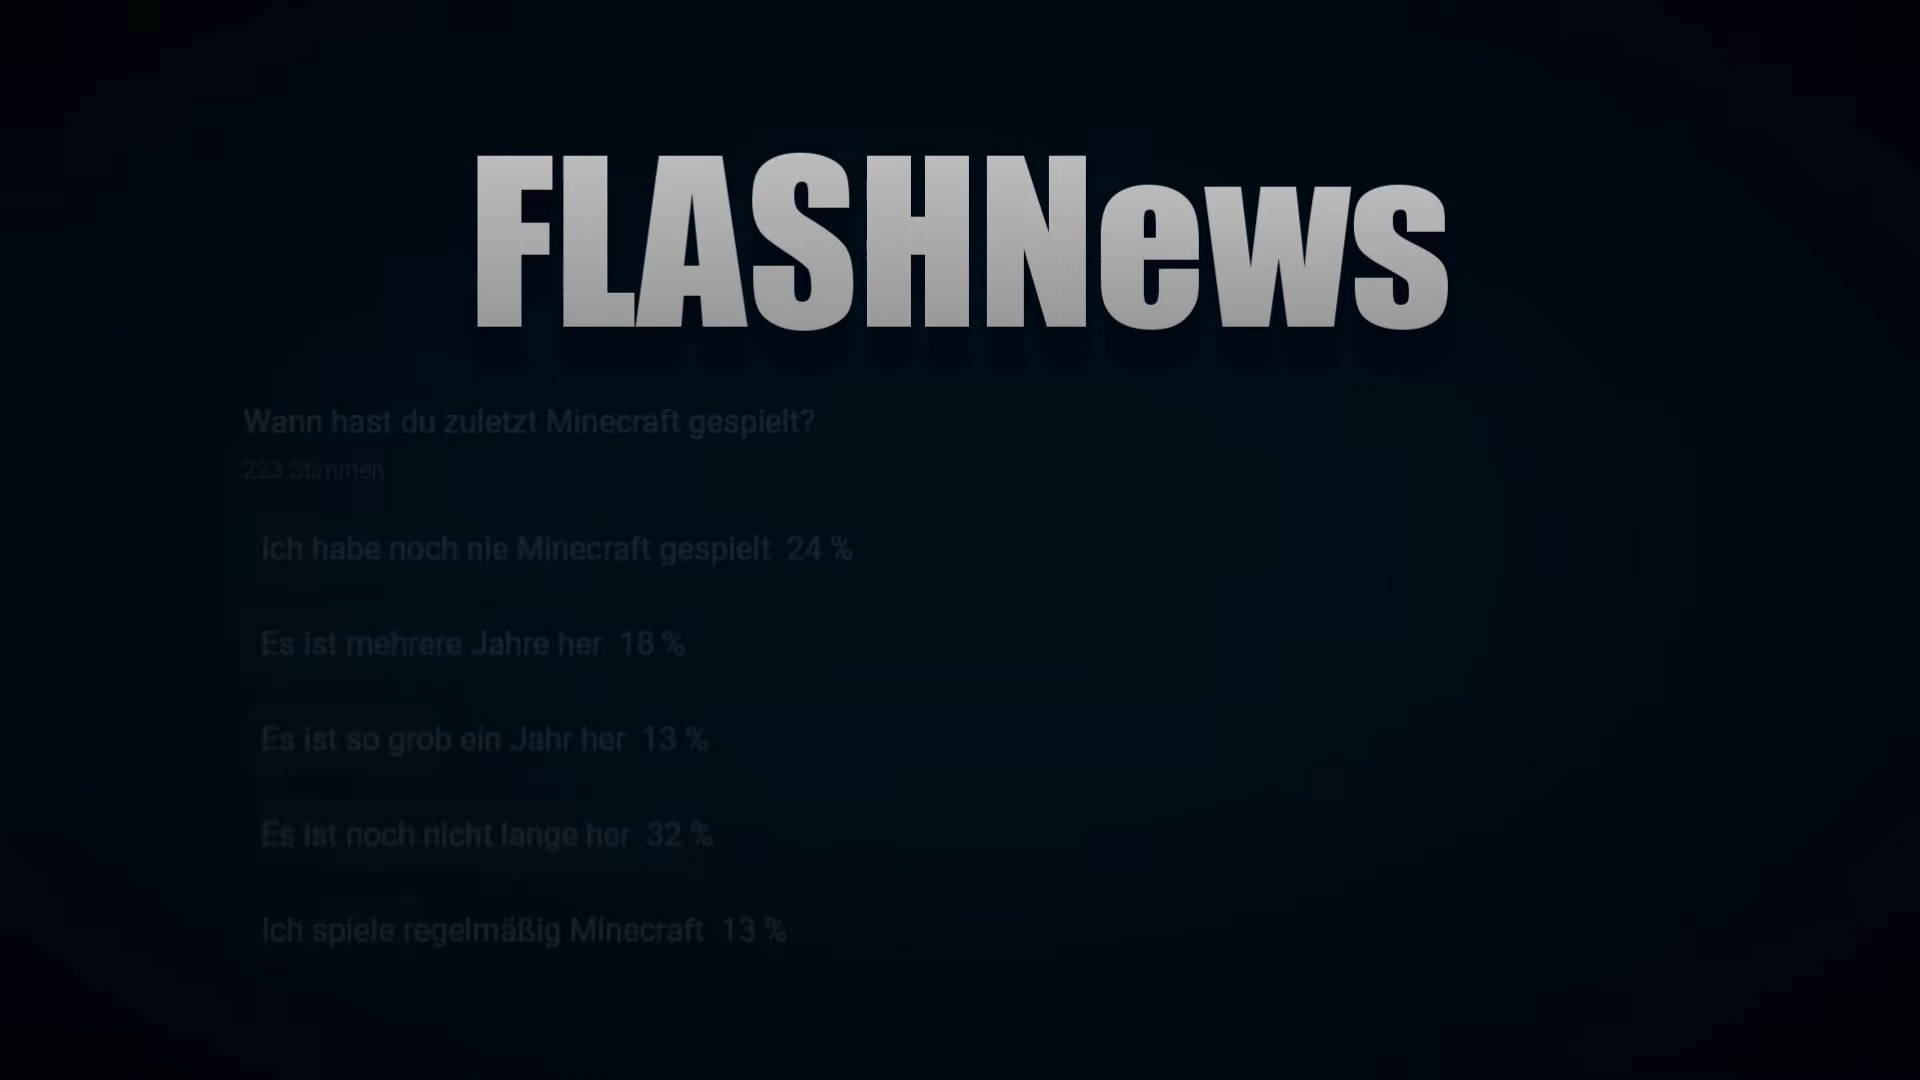 FLASHNews
Wann hast du zuletzt Minecraft gespielt?
223 Stimmen
Ich habe noch nie Minecraft gespielt 24 %
Es ist mehrere Jahre her 18 %
Es ist so grob ein Jahr her 13 %
Es ist noch nicht lange her 32 %
Ich spiele regelmäßig Minecraft 13 %